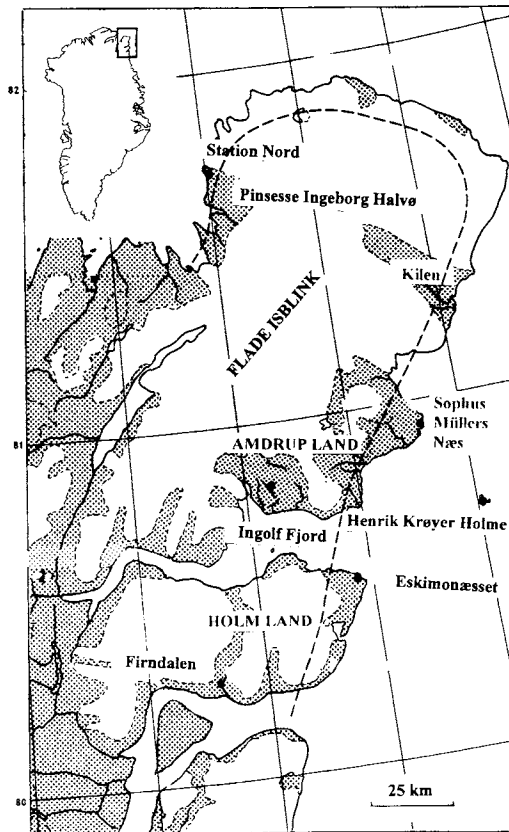 82
Station Nord
Pinsesse Ingeborg Halvø
Kilen
FLADE ISBLINK
Sophus
Müllers
Næs
81
AMDRUP LAND
Henrik Krøyer Holme
Ingolf Fjord
Eskimonæsset
HOLM LAND
Firndalen
80
25 km